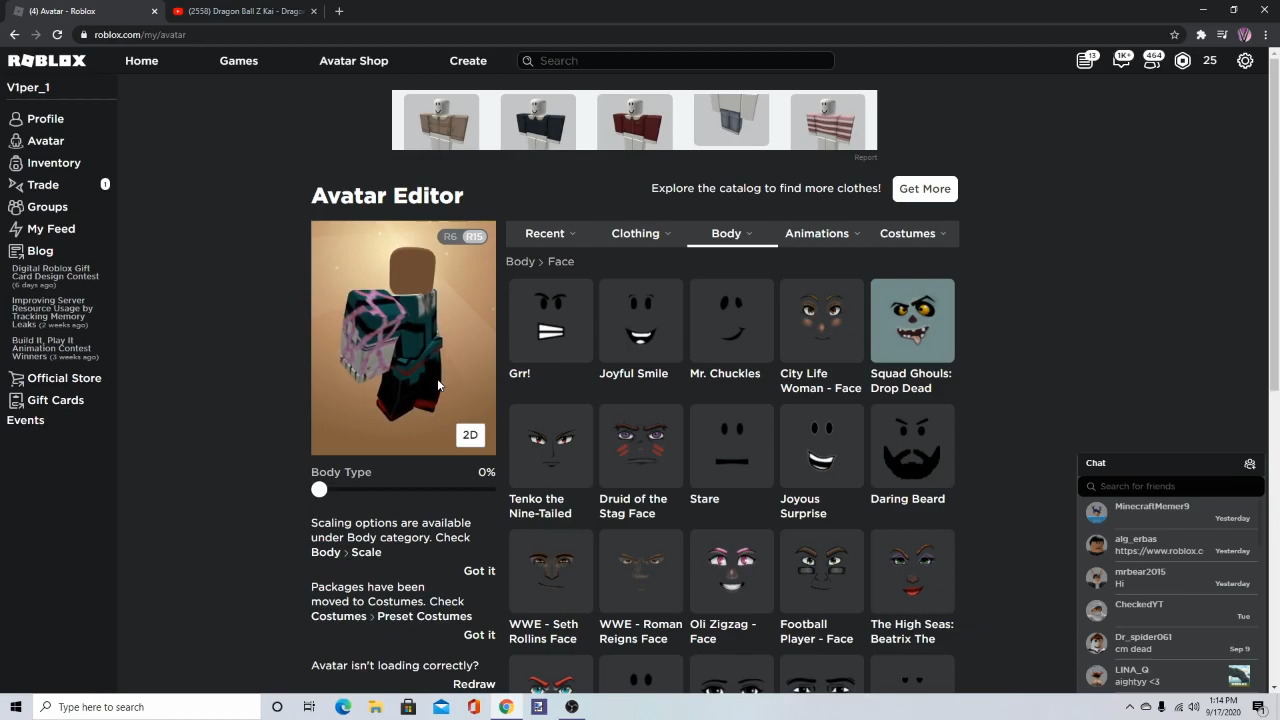 (4) Avatar - Roblox
(2558) Dragon Ball Z Kai - Drago
roblox.com/my/avatar
ROBLOX
Home
Games
Avatar Shop
Create
Search
13
1K+
464
25
V1per_1
Profile
Avatar
Inventory
Trade
1
Groups
My Feed
Blog
Digital Roblox Gift
Card Design Contest
(6 days ago)
Improving Server
Resource Usage by
Tracking Memory
Leaks (2 weeks ago)
Build It, Play It
Animation Contest
Winners (3 weeks ago)
Official Store
Gift Cards
Events
Report
Avatar Editor
Explore the catalog to find more clothes!
Get More
R6 R15
2D
Body Type 0%
Scaling options are available
under Body category. Check
Body > Scale
Got it
Packages have been
moved to Costumes. Check
Costumes > Preset Costumes
Got it
Avatar isn't loading correctly?
Redraw
Recent
Clothing
Body
Animations
Costumes
Body > Face
Grr!
Joyful Smile
Mr. Chuckles
City Life
Woman - Face
Squad Ghouls:
Drop Dead
Tenko the
Nine-Tailed
Druid of the
Stag Face
Stare
Joyous
Surprise
Daring Beard
WWE - Seth
Rollins Face
WWE - Roman
Reigns Face
Oli Zigzag -
Face
Football
Player - Face
The High Seas:
Beatrix The
Chat
Search for friends
MinecraftMemer9
Yesterday
alg_erbas
https://www.roblox.c Yesterday
mrbear2015
Hi Yesterday
CheckedYT
Tue
Dr_spider061
cm dead Sep 9
LINA_Q
aightyy <3
Type here to search
1:14 PM
9/17/2020
1